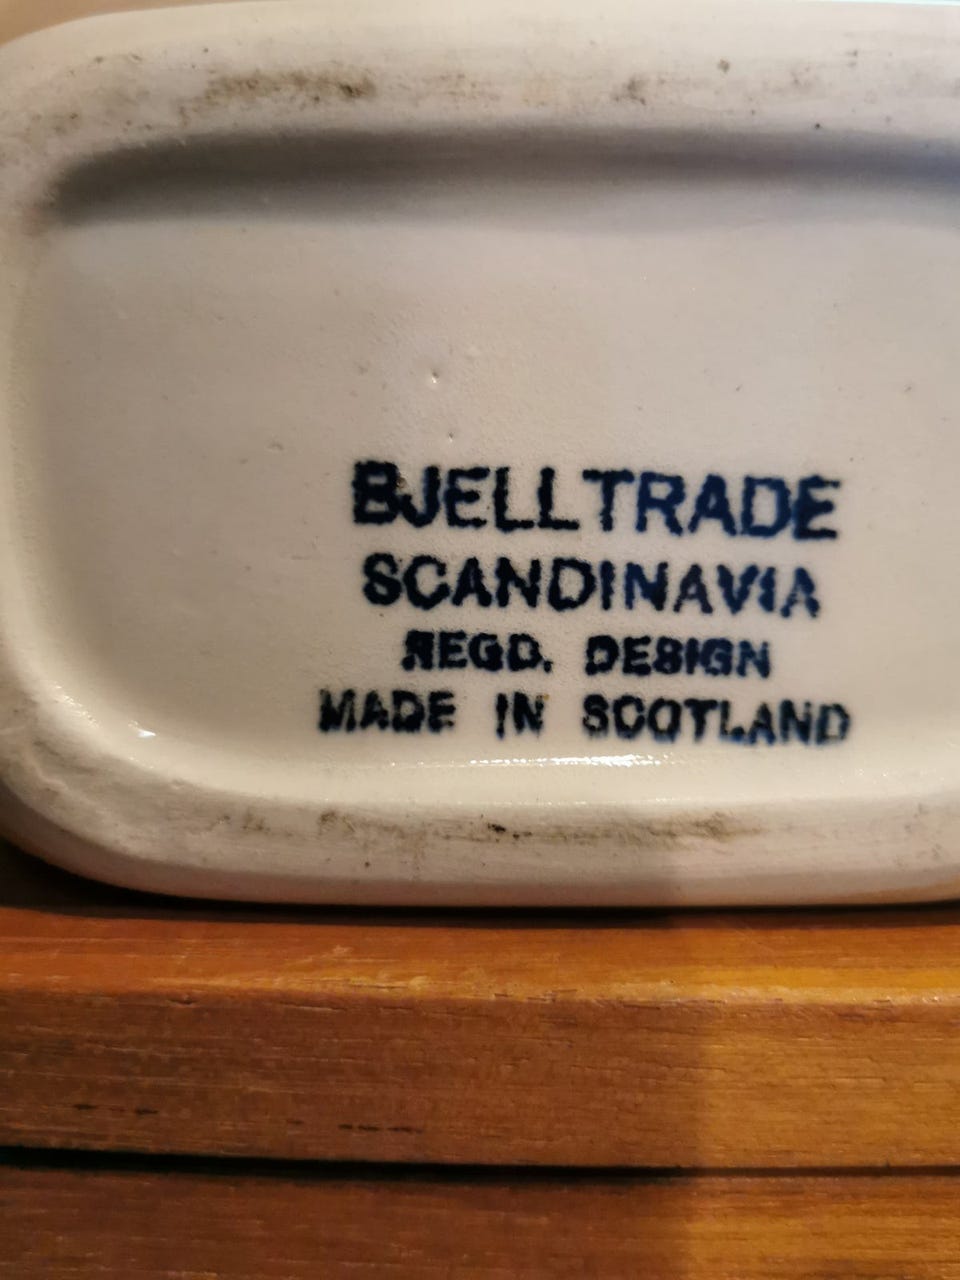 BJELLTRADE
SCANDINAVIA
REGD. DESIGN
MADE IN SCOTLAND